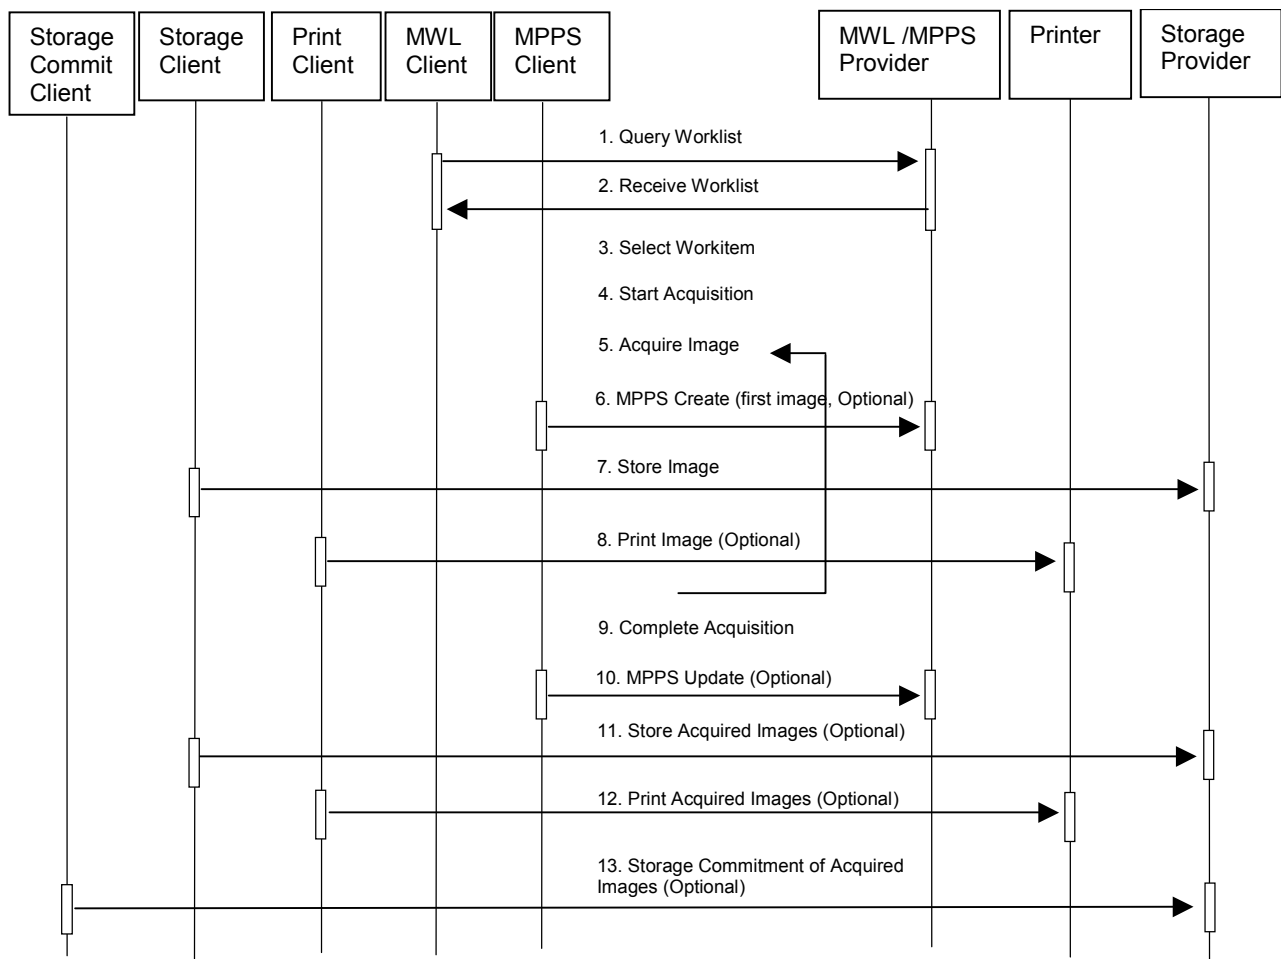 Storage
Commit
Client
Storage
Client
Print
Client
MWL
Client
MPPS
Client
MWL /MPPS
Provider
Printer
Storage
Provider
1. Query Worklist
2. Receive Worklist
3. Select Workitem
4. Start Acquisition
5. Acquire Image
6. MPPS Create (first image, Optional)
7. Store Image
8. Print Image (Optional)
9. Complete Acquisition
10. MPPS Update (Optional)
11. Store Acquired Images (Optional)
12. Print Acquired Images (Optional)
13. Storage Commitment of Acquired
Images (Optional)